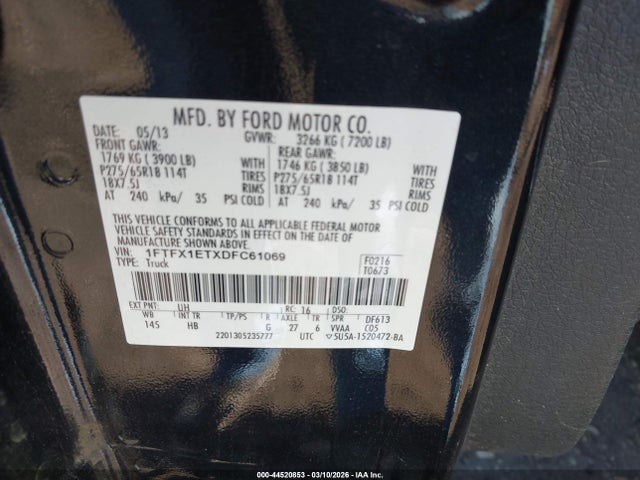 MFD. BY FORD MOTOR CO.
DATE: 05/13 GVWR: 3266 KG (7200 LB)
FRONT GAWR: REAR GAWR:
1769 KG (3900 LB) WITH 1746 KG (3850 LB) WITH
P275/65R18 114T TIRES P275/65R18 114T TIRES
18X7.5J RIMS 18X7.5J RIMS
AT 240 kPa/ 35 PSI COLD AT 240 kPa/ 35 PSI COLD
THIS VEHICLE CONFORMS TO ALL APPLICABLE FEDERAL MOTOR
VEHICLE SAFETY STANDARDS IN EFFECT ON THE DATE OF
MANUFACTURE SHOWN ABOVE.
VIN: 1FTFX1ETXDFC61069 F0216
TYPE: Truck T0673
EXT PNT: UH RC: 16 DSO:
WB INT TR TP/PS R AXLE TR SPR DF613
145 HB G 27 6 VVAA C05
2201305235777 UTC ▽5U5A-1520472-BA
000-44520853 - 03/10/2026 - IAA Inc.